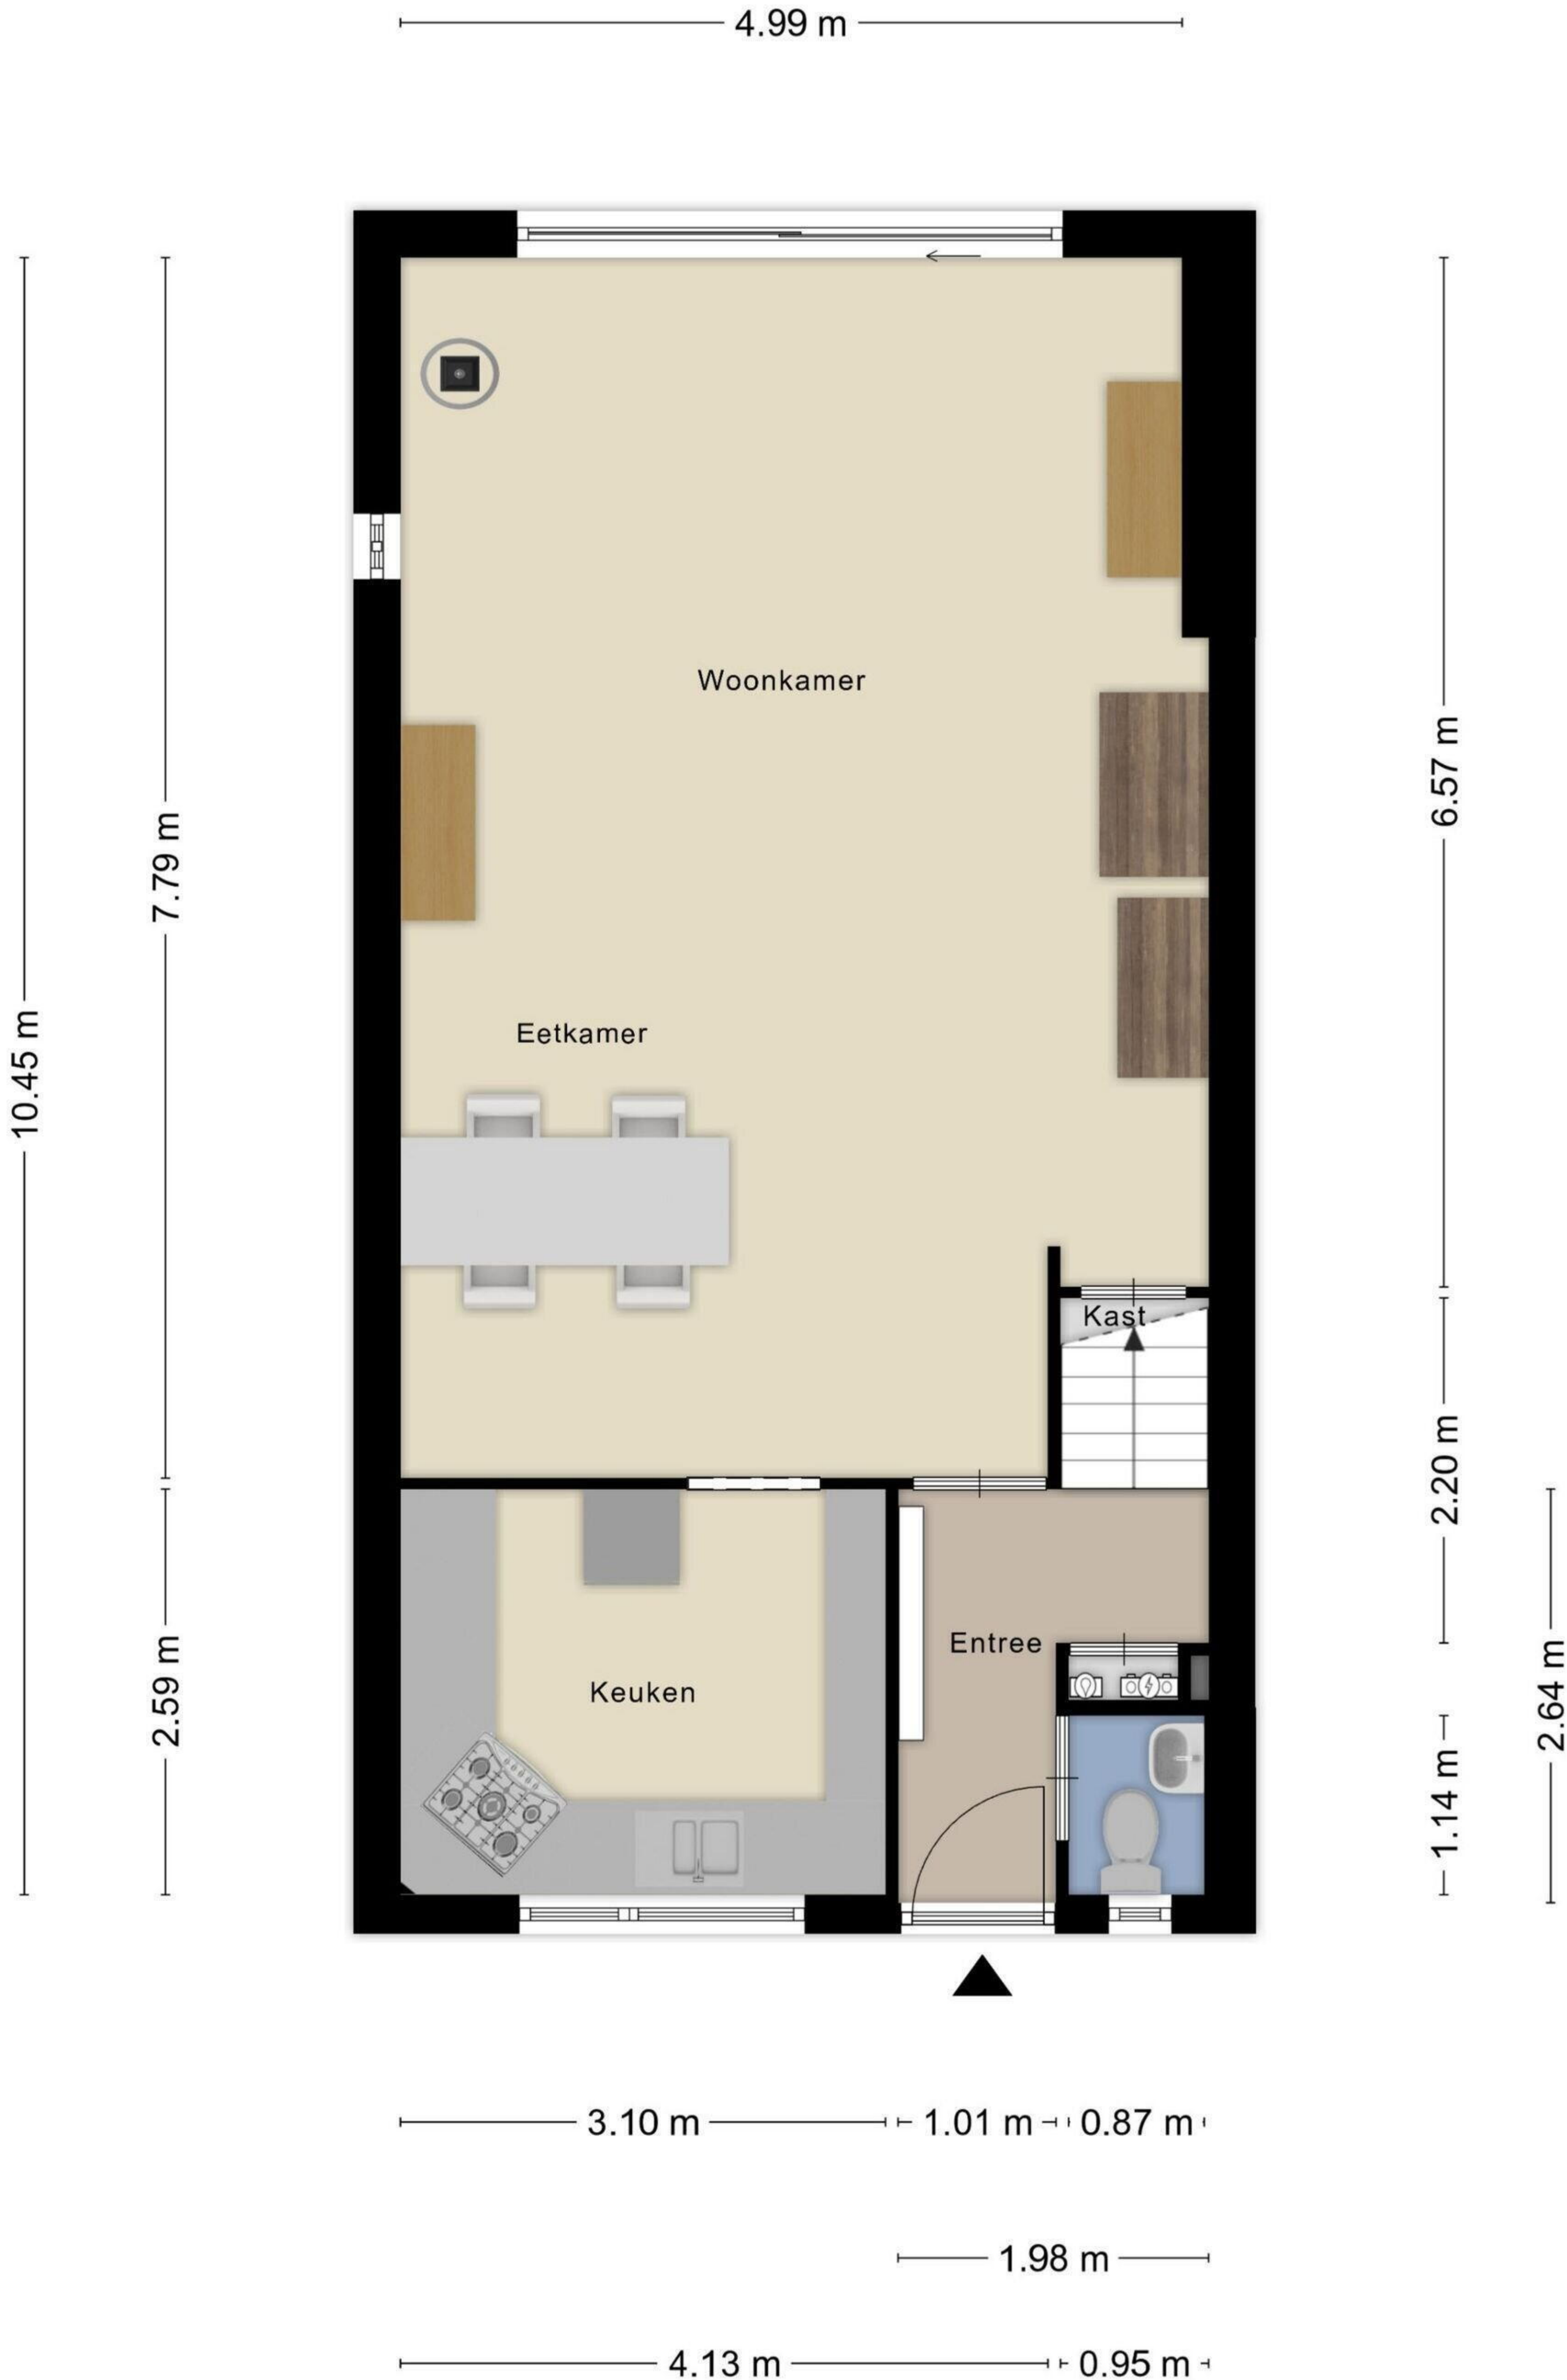 4.99 m
Woonkamer
6.57 m
7.79 m
10.45 m
Eetkamer
Kast
2.20 m
Entree
Keuken
2.59 m
2.64 m
1.14 m
3.10 m
1.01 m
0.87 m
1.98 m
4.13 m
0.95 m